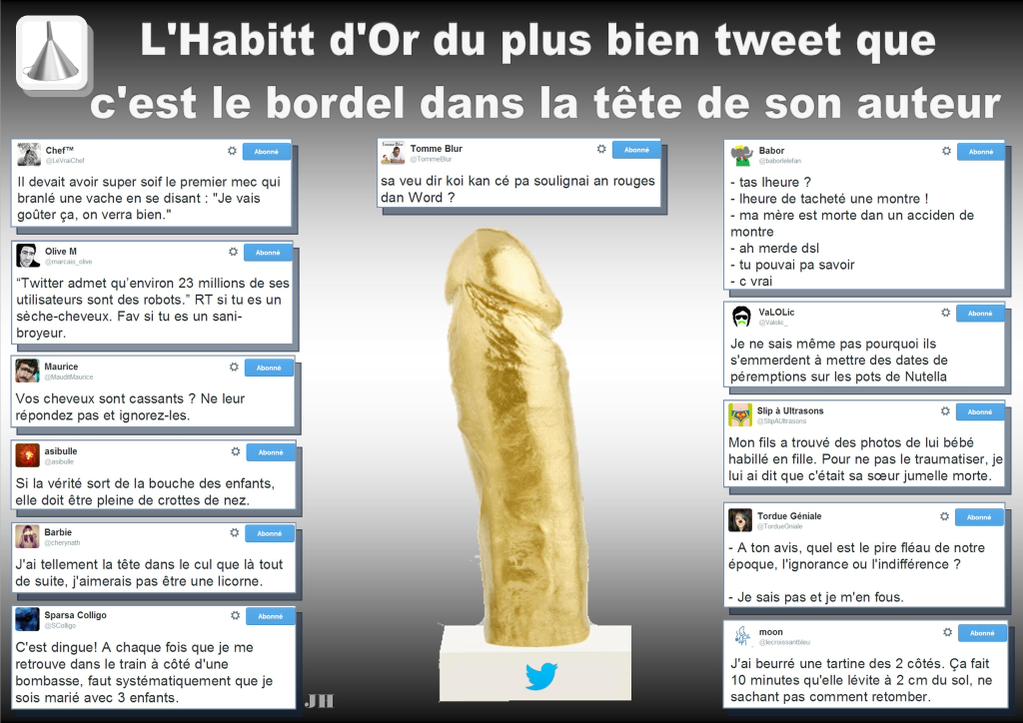 L'Habitt d'Or du plus bien tweet que
c'est le bordel dans la tête de son auteur
Chef™
@LeVraiChef
Abonné
Il devait avoir super soif le premier mec qui
branlé une vache en se disant : "Je vais
goûter ça, on verra bien."
Olive M
@marcais_olive
Abonné
“Twitter admet qu’environ 23 millions de ses
utilisateurs sont des robots.” RT si tu es un
sèche-cheveux. Fav si tu es un sani-
broyeur.
Maurice
@MauditMaurice
Abonné
Vos cheveux sont cassants ? Ne leur
répondez pas et ignorez-les.
asibulle
@asibulle
Abonné
Si la vérité sort de la bouche des enfants,
elle doit être pleine de crottes de nez.
Barbie
@cherynath
Abonné
J'ai tellement la tête dans le cul que là tout
de suite, j'aimerais pas être une licorne.
Sparsa Colligo
@SColligo
Abonné
C'est dingue! A chaque fois que je me
retrouve dans le train à côté d'une
bombasse, faut systématiquement que je
sois marié avec 3 enfants.
JH
Tomme Blur
@TommeBlur
Abonné
sa veu dir koi kan cé pa soulignai an rouges
dan Word ?
Babor
@baborlelefan
Abonné
- tas lheure ?
- lheure de tacheté une montre !
- ma mère est morte dan un acciden de
montre
- ah merde dsl
- tu pouvai pa savoir
- c vrai
VaLOLic
@Valolic_
Abonné
Je ne sais même pas pourquoi ils
s'emmerdent à mettre des dates de
péremptions sur les pots de Nutella
Slip à Ultrasons
@SlipAUltrasons
Abonné
Mon fils a trouvé des photos de lui bébé
habillé en fille. Pour ne pas le traumatiser, je
lui ai dit que c'était sa sœur jumelle morte.
Tordue Géniale
@TordueGniale
Abonné
- A ton avis, quel est le pire fléau de notre
époque, l'ignorance ou l'indifférence ?
- Je sais pas et je m'en fous.
moon
@lecroissantbleu
Abonné
J'ai beurré une tartine des 2 côtés. Ça fait
10 minutes qu'elle lévite à 2 cm du sol, ne
sachant pas comment retomber.